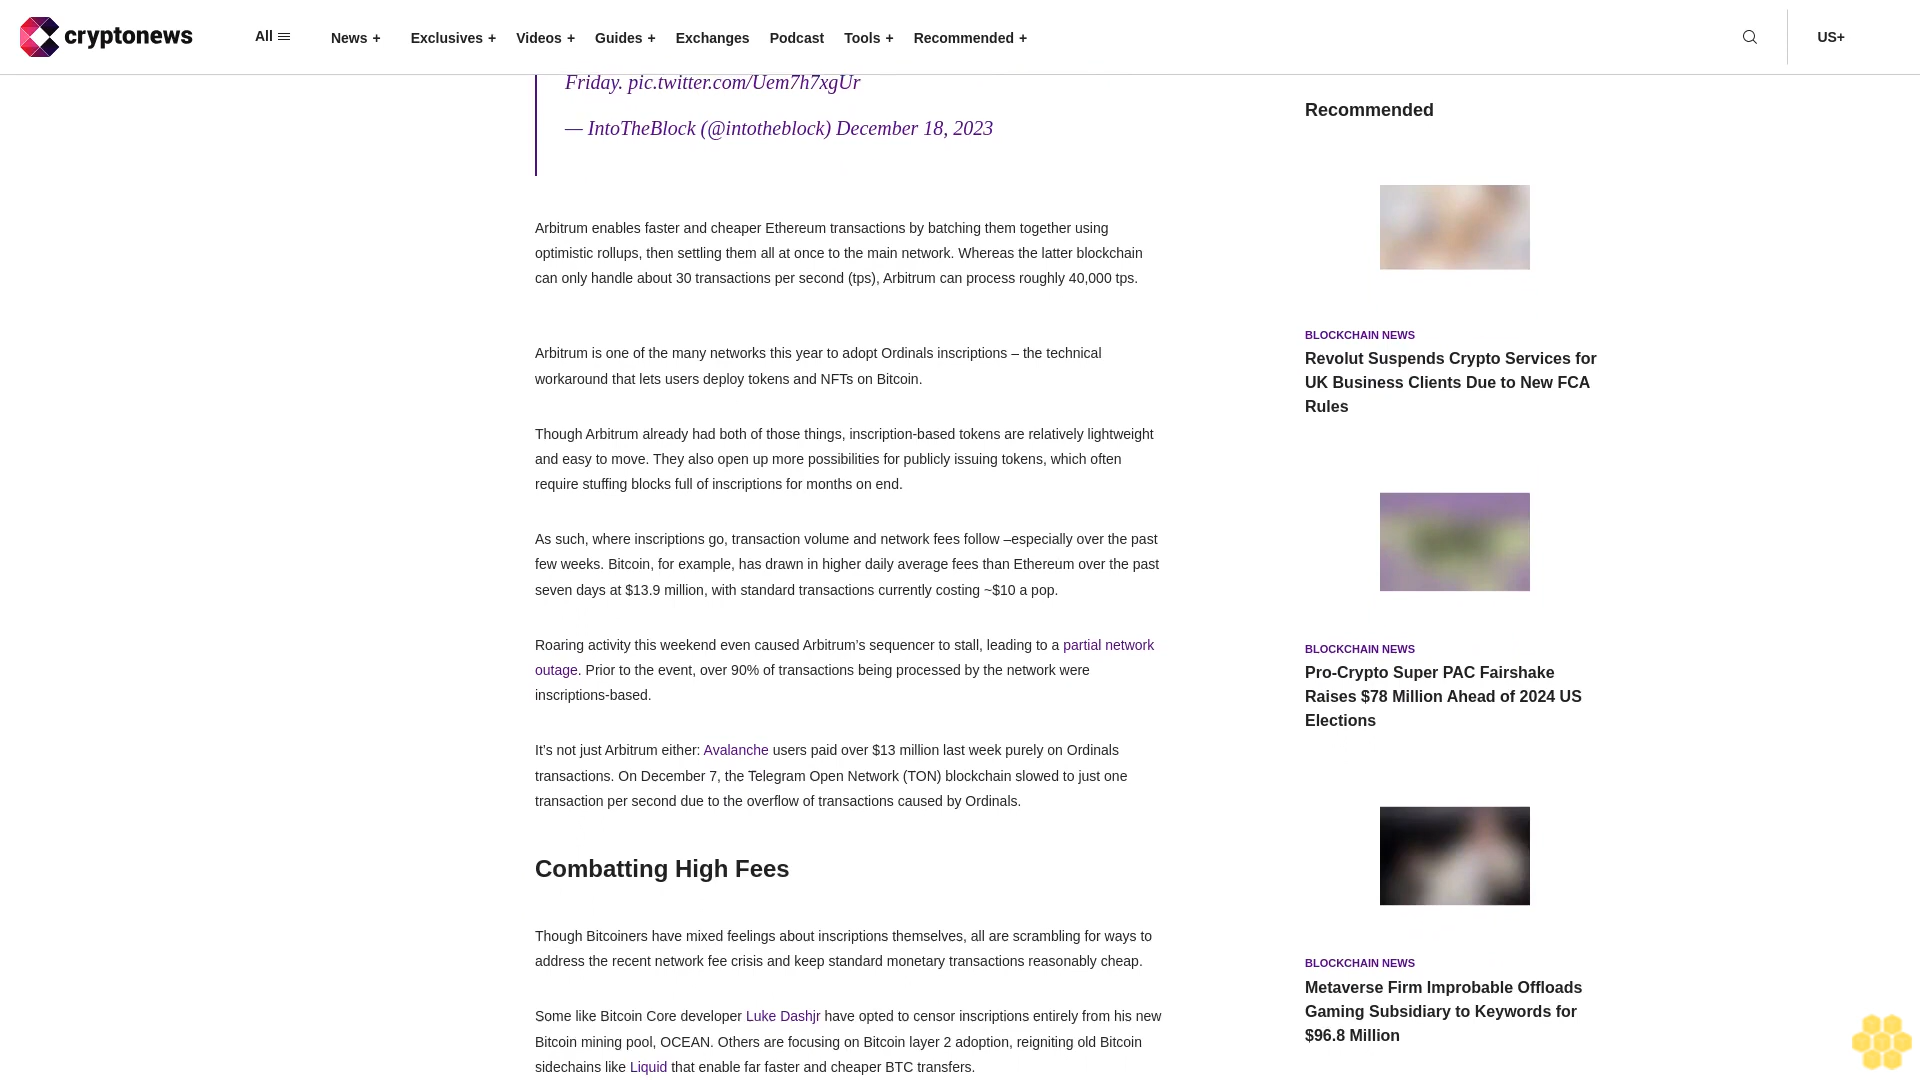 cryptonews
All
News +
Exclusives +
Videos +
Guides +
Exchanges
Podcast
Tools +
Recommended +
US+
Friday. pic.twitter.com/Uem7h7xgUr
— IntoTheBlock (@intotheblock) December 18, 2023
Arbitrum enables faster and cheaper Ethereum transactions by batching them together using
optimistic rollups, then settling them all at once to the main network. Whereas the latter blockchain
can only handle about 30 transactions per second (tps), Arbitrum can process roughly 40,000 tps.
Arbitrum is one of the many networks this year to adopt Ordinals inscriptions – the technical
workaround that lets users deploy tokens and NFTs on Bitcoin.
Though Arbitrum already had both of those things, inscription-based tokens are relatively lightweight
and easy to move. They also open up more possibilities for publicly issuing tokens, which often
require stuffing blocks full of inscriptions for months on end.
As such, where inscriptions go, transaction volume and network fees follow –especially over the past
few weeks. Bitcoin, for example, has drawn in higher daily average fees than Ethereum over the past
seven days at $13.9 million, with standard transactions currently costing ~$10 a pop.
Roaring activity this weekend even caused Arbitrum’s sequencer to stall, leading to a partial network
outage. Prior to the event, over 90% of transactions being processed by the network were
inscriptions-based.
It’s not just Arbitrum either: Avalanche users paid over $13 million last week purely on Ordinals
transactions. On December 7, the Telegram Open Network (TON) blockchain slowed to just one
transaction per second due to the overflow of transactions caused by Ordinals.
Combatting High Fees
Though Bitcoiners have mixed feelings about inscriptions themselves, all are scrambling for ways to
address the recent network fee crisis and keep standard monetary transactions reasonably cheap.
Some like Bitcoin Core developer Luke Dashjr have opted to censor inscriptions entirely from his new
Bitcoin mining pool, OCEAN. Others are focusing on Bitcoin layer 2 adoption, reigniting old Bitcoin
sidechains like Liquid that enable far faster and cheaper BTC transfers.
Recommended
BLOCKCHAIN NEWS
Revolut Suspends Crypto Services for
UK Business Clients Due to New FCA
Rules
BLOCKCHAIN NEWS
Pro-Crypto Super PAC Fairshake
Raises $78 Million Ahead of 2024 US
Elections
BLOCKCHAIN NEWS
Metaverse Firm Improbable Offloads
Gaming Subsidiary to Keywords for
$96.8 Million